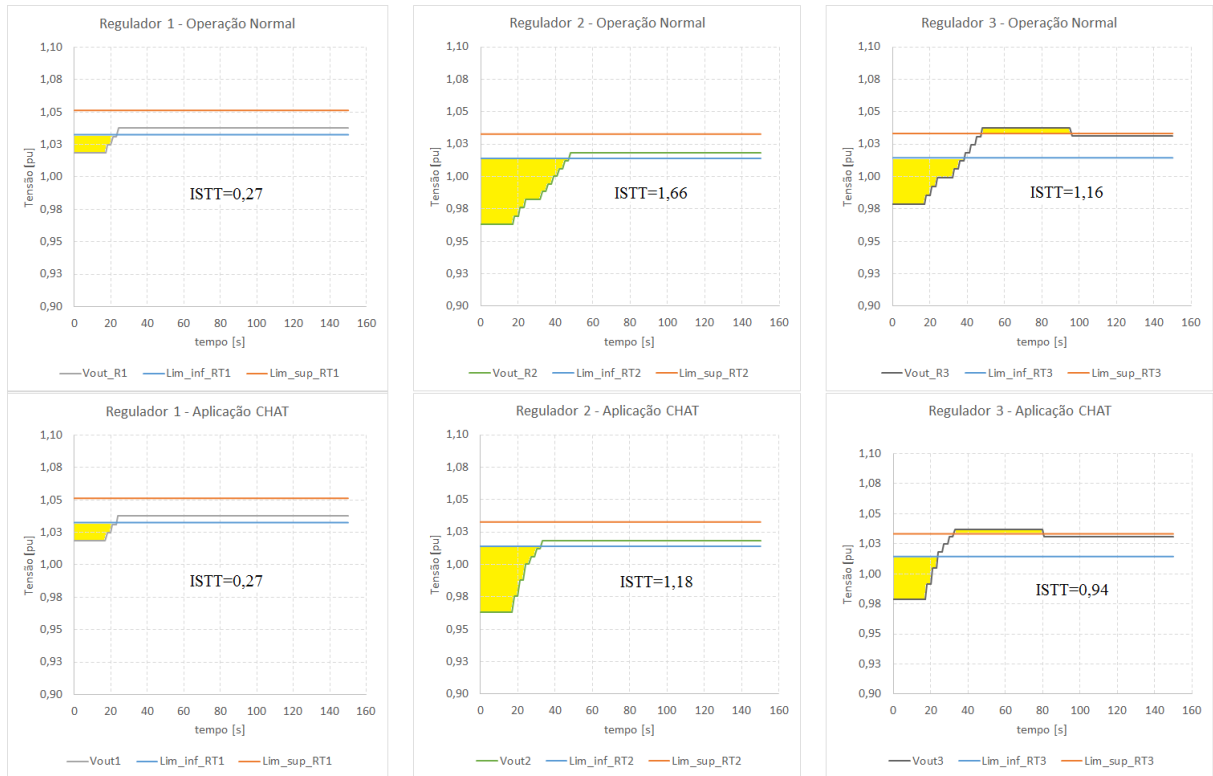 Regulador 1 - Operação Normal
Tensão [pu]
1,10
1,08
1,05
1,03
1,00
0,98
0,95
0,93
0,90
ISTT=0,27
0 20 40 60 80 100 120 140 160
tempo [s]
Vout_R1 Lim_inf_RT1 Lim_sup_RT1
Regulador 2 - Operação Normal
Tensão [pu]
1,10
1,08
1,05
1,03
1,00
0,98
0,95
0,93
0,90
ISTT=1,66
0 20 40 60 80 100 120 140 160
tempo [s]
Vout_R2 Lim_inf_RT2 Lim_sup_RT2
Regulador 3 - Operação Normal
Tensão [pu]
1,10
1,08
1,05
1,03
1,00
0,98
0,95
0,93
0,90
ISTT=1,16
0 20 40 60 80 100 120 140 160
tempo [s]
Vout_R3 Lim_inf_RT3 Lim_sup_RT3
Regulador 1 - Aplicação CHAT
Tensão [pu]
1,10
1,08
1,05
1,03
1,00
0,98
0,95
0,93
0,90
ISTT=0,27
0 20 40 60 80 100 120 140 160
tempo [s]
Vout1 Lim_inf_RT1 Lim_sup_RT1
Regulador 2 - Aplicação CHAT
Tensão [pu]
1,10
1,08
1,05
1,03
1,00
0,98
0,95
0,93
0,90
ISTT=1,18
0 20 40 60 80 100 120 140 160
tempo [s]
Vout2 Lim_inf_RT2 Lim_sup_RT2
Regulador 3 - Aplicação CHAT
Tensão [pu]
1,10
1,08
1,05
1,03
1,00
0,98
0,95
0,93
0,90
ISTT=0,94
0 20 40 60 80 100 120 140 160
tempo [s]
Vout3 Lim_inf_RT3 Lim_sup_RT3